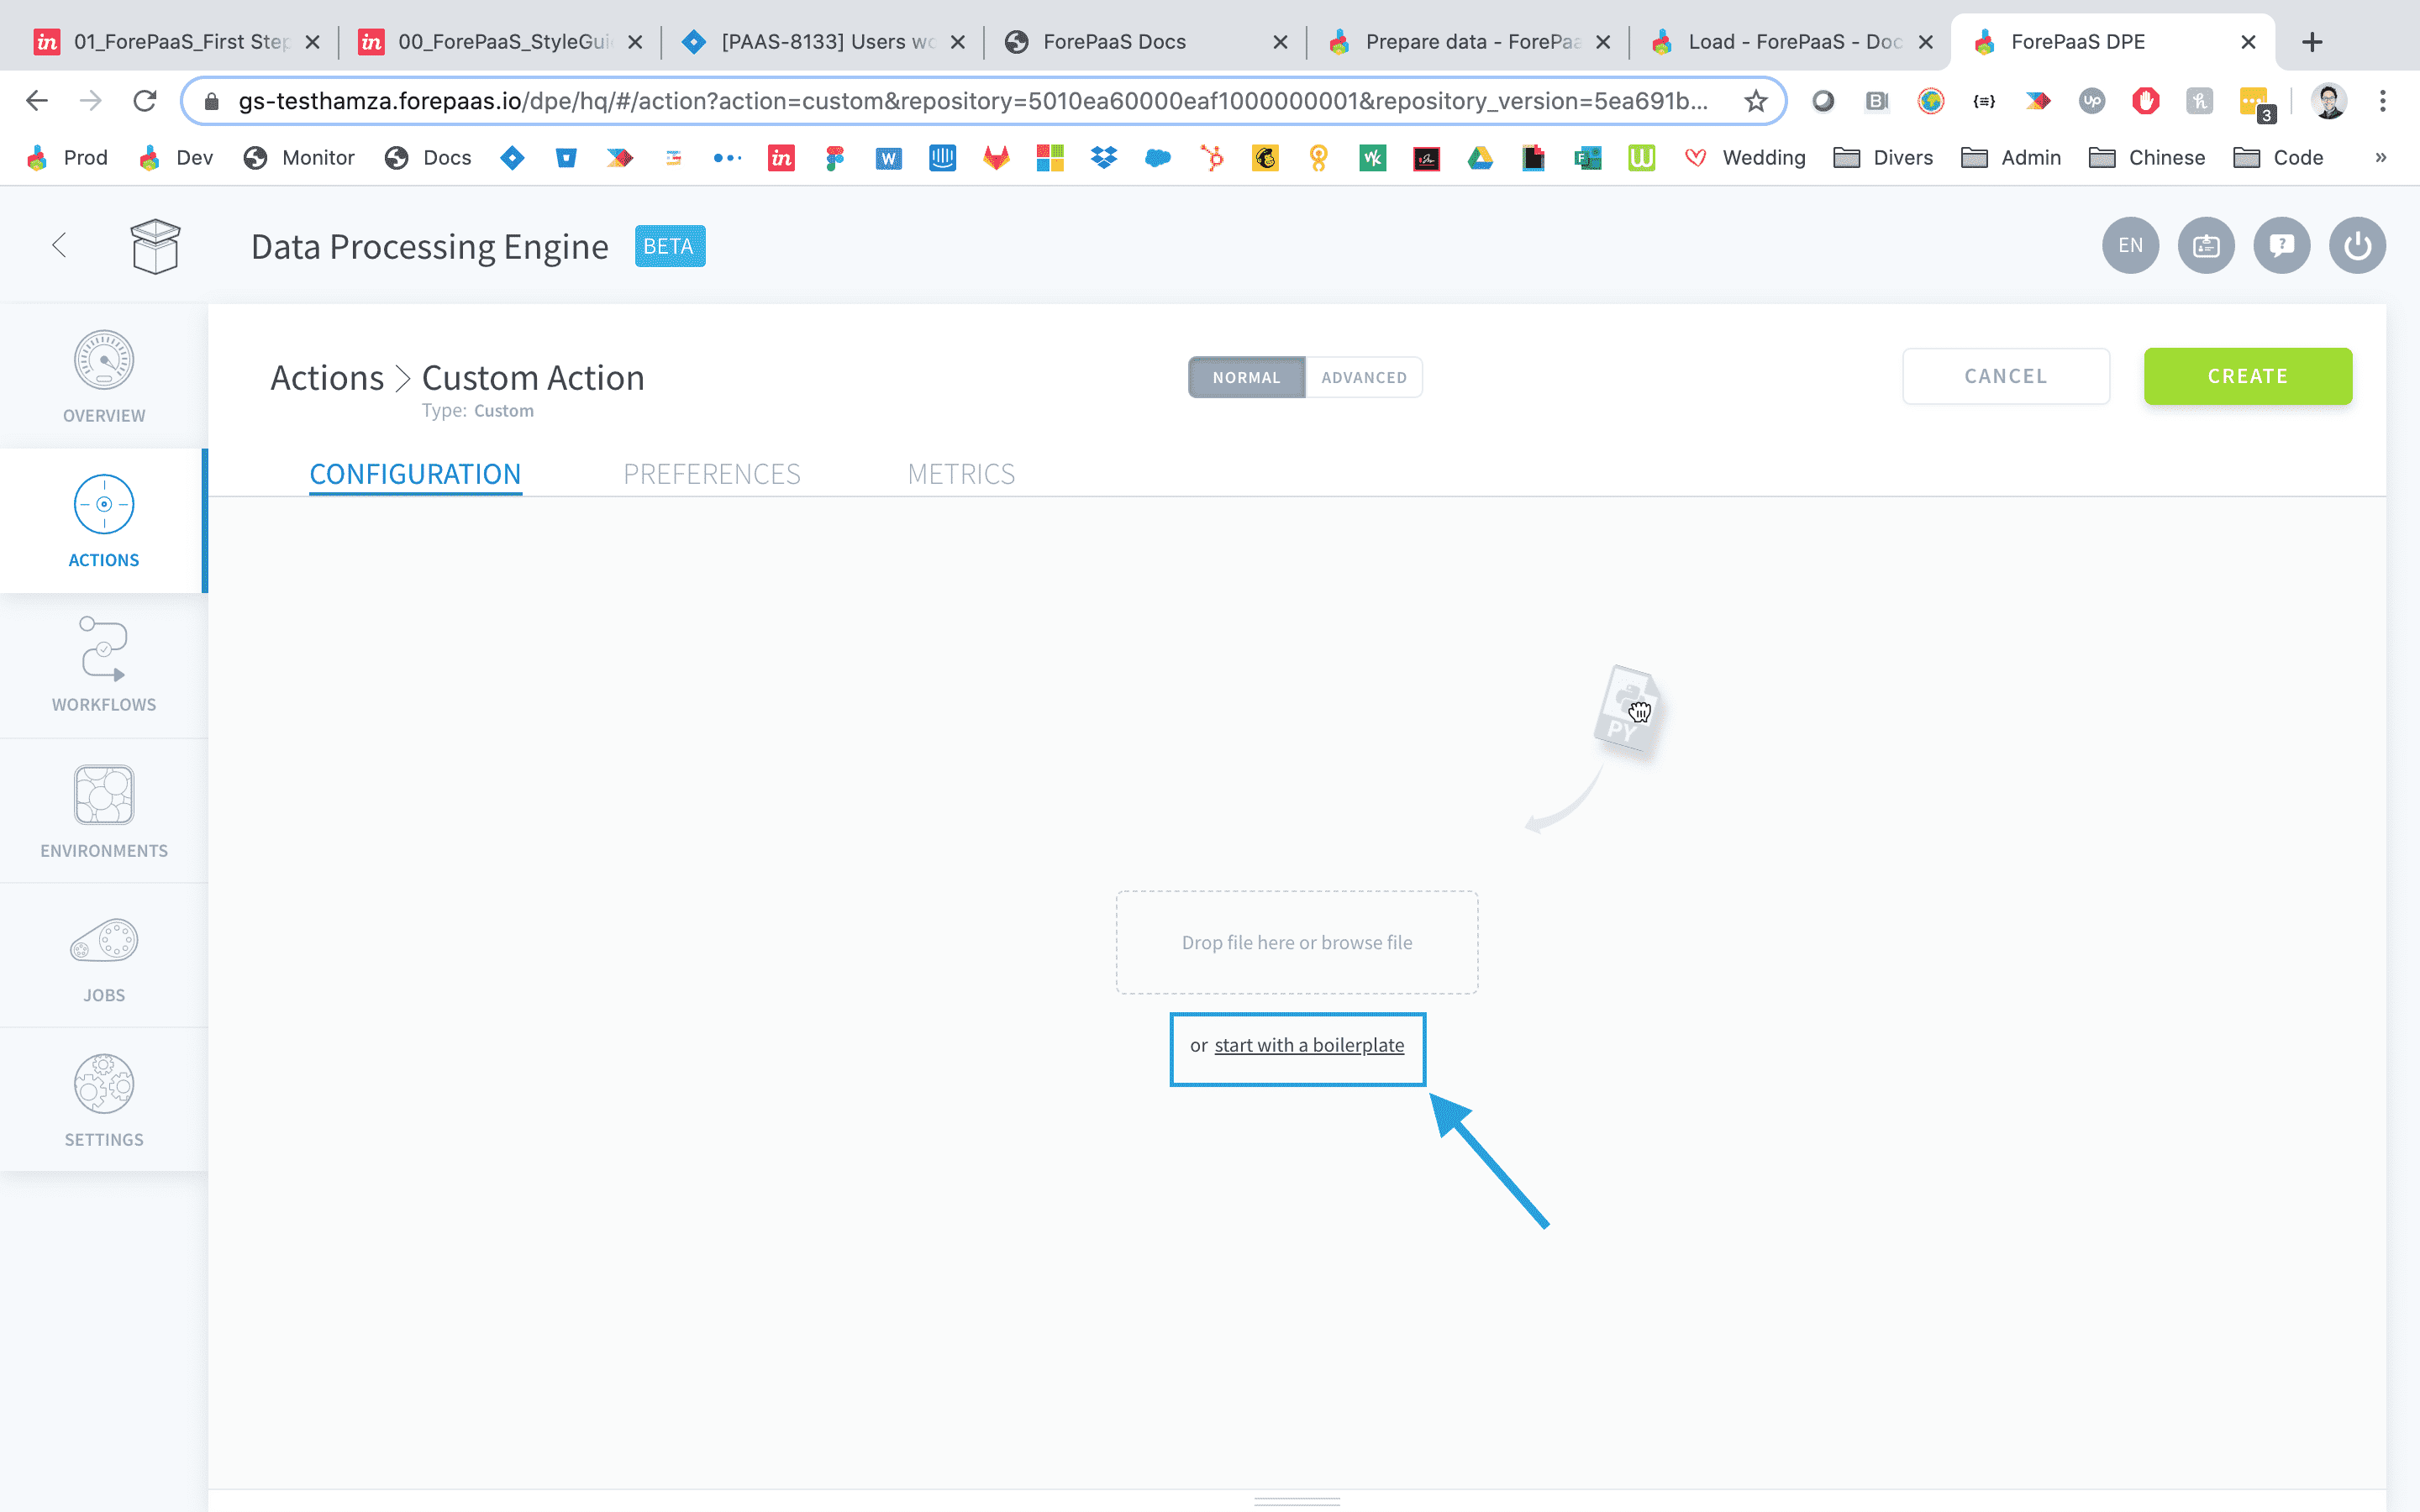 01_ForePaaS_First Step
00_ForePaaS_StyleGui
[PAAS-8133] Users wo
ForePaaS Docs
Prepare data - ForePaa
Load - ForePaaS - Doc
ForePaaS DPE
gs-testhamza.forepaas.io/dpe/hq/#/action?action=custom&repository=5010ea60000eaf1000000001&repository_version=5ea691b...
3
Prod
Dev
Monitor
Docs
Wedding
Divers
Admin
Chinese
Code
»
Data Processing Engine
BETA
EN
Actions > Custom Action
Type: Custom
NORMAL
ADVANCED
CANCEL
CREATE
CONFIGURATION
PREFERENCES
METRICS
OVERVIEW
ACTIONS
WORKFLOWS
ENVIRONMENTS
JOBS
SETTINGS
PY
Drop file here or browse file
or start with a boilerplate